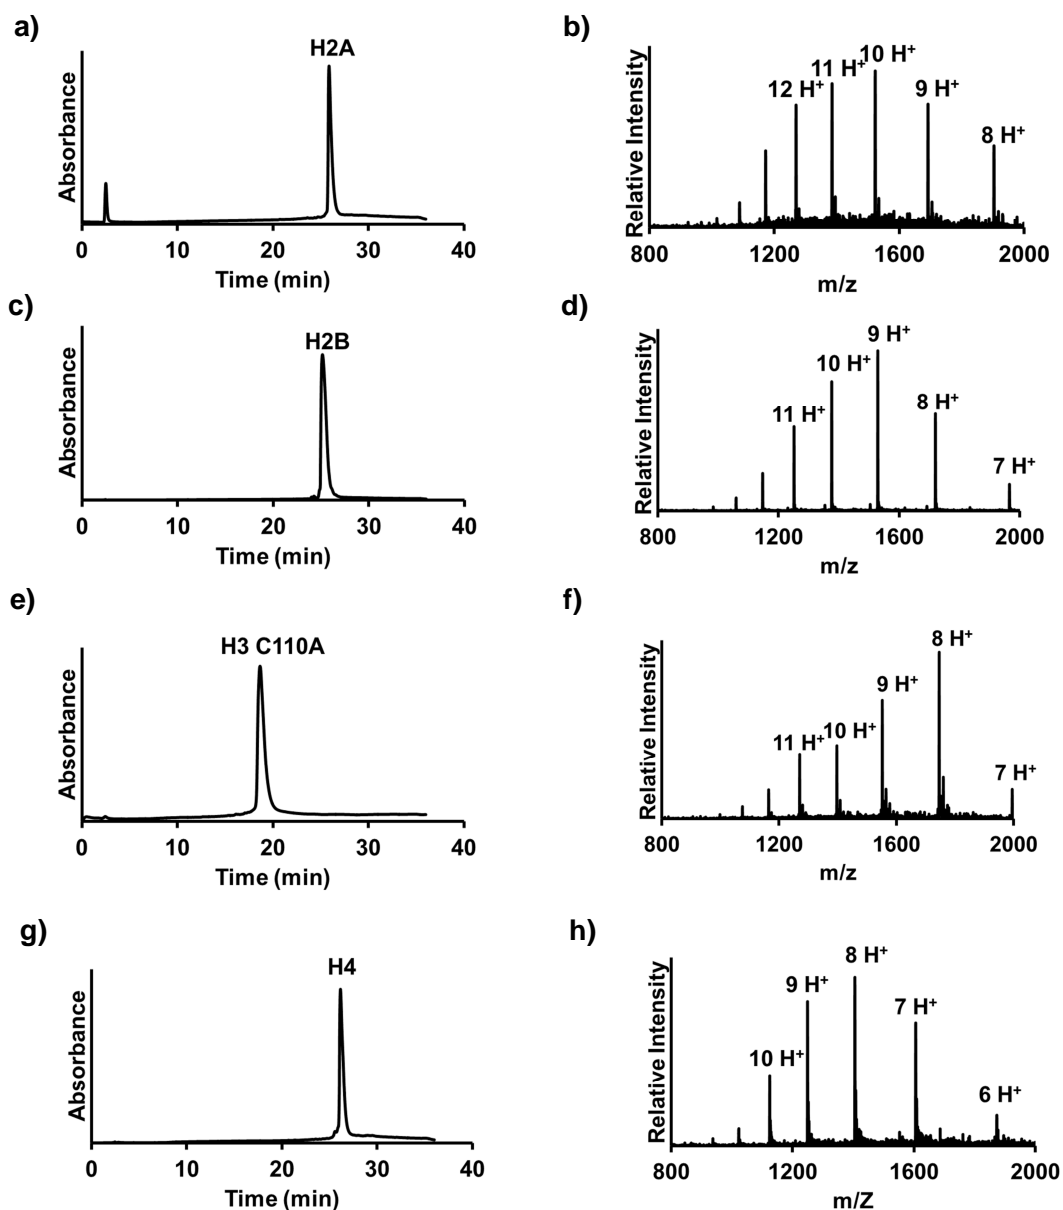 a)
H2A
Absorbance
0 10 20 30 40
Time (min)
b)
12 H⁺ 11 H⁺ 10 H⁺ 9 H⁺ 8 H⁺
Relative Intensity
800 1200 1600 2000
m/z
c)
H2B
Absorbance
0 10 20 30 40
Time (min)
d)
11 H⁺ 10 H⁺ 9 H⁺ 8 H⁺ 7 H⁺
Relative Intensity
800 1200 1600 2000
m/z
e)
H3 C110A
Absorbance
0 10 20 30 40
Time (min)
f)
11 H⁺ 10 H⁺ 9 H⁺ 8 H⁺ 7 H⁺
Relative Intensity
800 1200 1600 2000
m/z
g)
H4
Absorbance
0 10 20 30 40
Time (min)
h)
10 H⁺ 9 H⁺ 8 H⁺ 7 H⁺ 6 H⁺
Relative Intensity
800 1200 1600 2000
m/Z